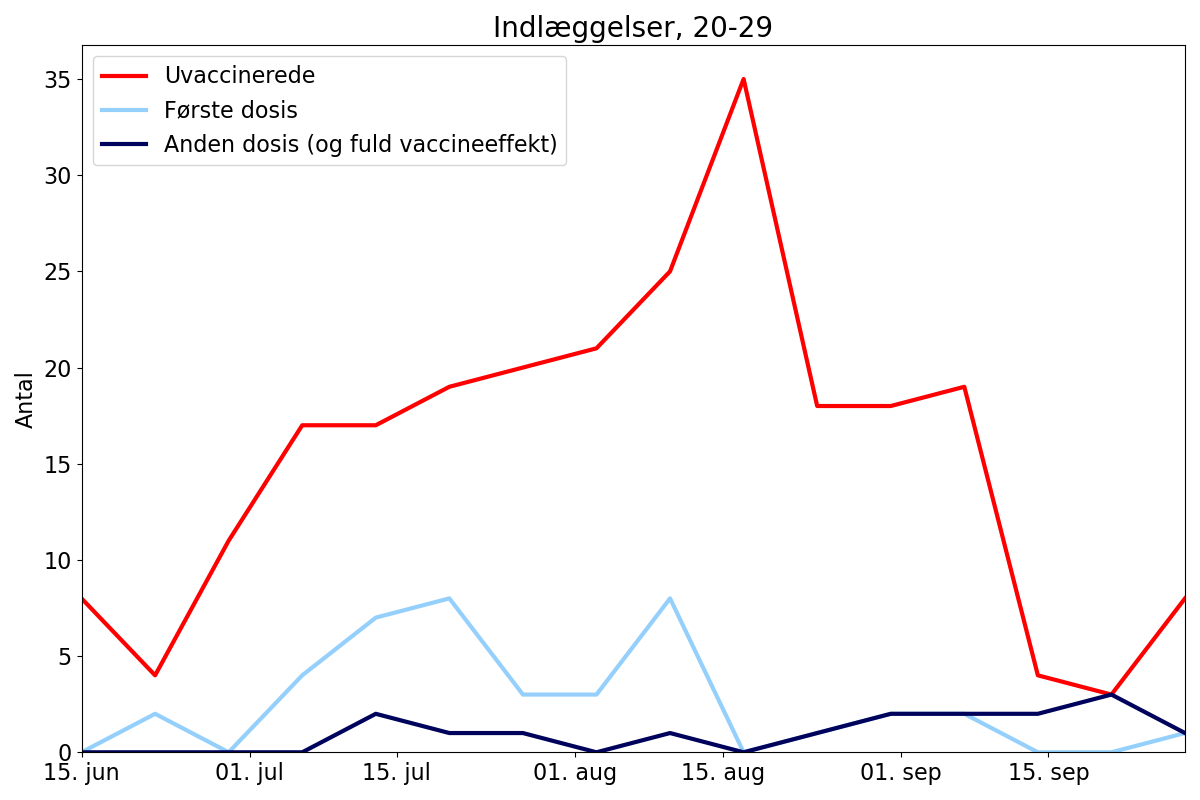 Indlæggelser, 20-29
Uvaccinerede
Første dosis
Anden dosis (og fuld vaccineeffekt)
Antal
35
30
25
20
15
10
5
0
15. jun
01. jul
15. jul
01. aug
15. aug
01. sep
15. sep